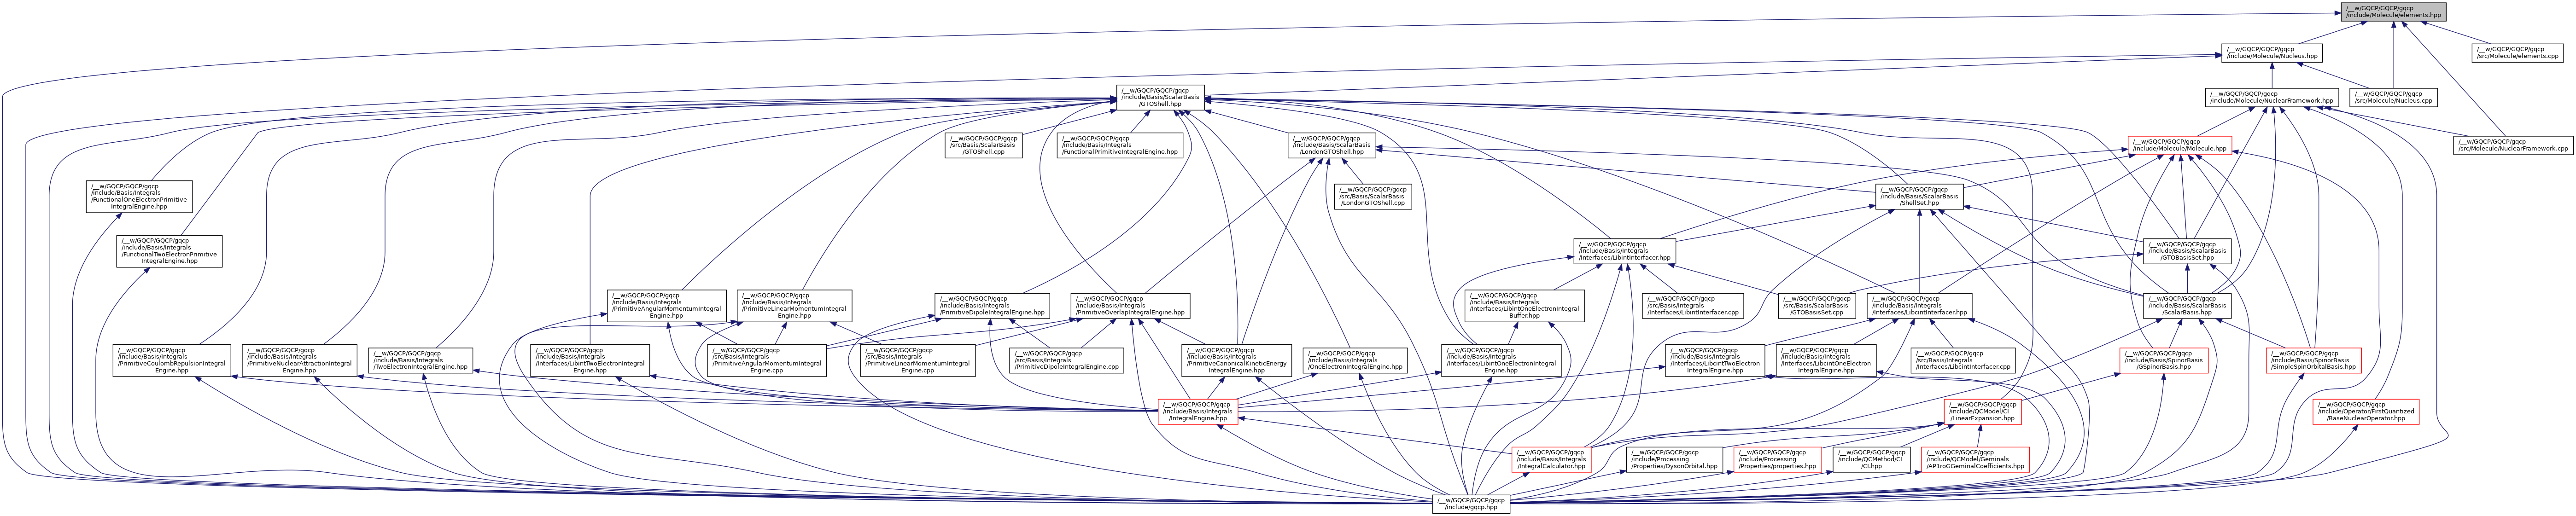 /__w/GQCP/GQCP/gqcp
/include/Molecule/elements.hpp
/__w/GQCP/GQCP/gqcp
/include/Molecule/Nucleus.hpp
/__w/GQCP/GQCP/gqcp
/src/Molecule/elements.cpp
/__w/GQCP/GQCP/gqcp
/include/Basis/ScalarBasis
/GTOShell.hpp
/__w/GQCP/GQCP/gqcp
/include/Molecule/NuclearFramework.hpp
/__w/GQCP/GQCP/gqcp
/src/Molecule/Nucleus.cpp
/__w/GQCP/GQCP/gqcp
/src/Basis/ScalarBasis
/GTOShell.cpp
/__w/GQCP/GQCP/gqcp
/include/Basis/Integrals
/FunctionalPrimitiveIntegralEngine.hpp
/__w/GQCP/GQCP/gqcp
/include/Basis/ScalarBasis
/LondonGTOShell.hpp
/__w/GQCP/GQCP/gqcp
/include/Molecule/Molecule.hpp
/__w/GQCP/GQCP/gqcp
/src/Molecule/NuclearFramework.cpp
/__w/GQCP/GQCP/gqcp
/include/Basis/Integrals
/FunctionalOneElectronPrimitive
IntegralEngine.hpp
/__w/GQCP/GQCP/gqcp
/src/Basis/ScalarBasis
/LondonGTOShell.cpp
/__w/GQCP/GQCP/gqcp
/include/Basis/ScalarBasis
/ShellSet.hpp
/__w/GQCP/GQCP/gqcp
/include/Basis/Integrals
/FunctionalTwoElectronPrimitive
IntegralEngine.hpp
/__w/GQCP/GQCP/gqcp
/include/Basis/Integrals
/Interfaces/LibintInterfacer.hpp
/__w/GQCP/GQCP/gqcp
/include/Basis/ScalarBasis
/GTOBasisSet.hpp
/__w/GQCP/GQCP/gqcp
/include/Basis/Integrals
/PrimitiveAngularMomentumIntegral
Engine.hpp
/__w/GQCP/GQCP/gqcp
/include/Basis/Integrals
/PrimitiveLinearMomentumIntegral
Engine.hpp
/__w/GQCP/GQCP/gqcp
/include/Basis/Integrals
/PrimitiveDipoleIntegralEngine.hpp
/__w/GQCP/GQCP/gqcp
/include/Basis/Integrals
/PrimitiveOverlapIntegralEngine.hpp
/__w/GQCP/GQCP/gqcp
/include/Basis/Integrals
/Interfaces/LibintOneElectronIntegral
Buffer.hpp
/__w/GQCP/GQCP/gqcp
/src/Basis/Integrals
/Interfaces/LibintInterfacer.cpp
/__w/GQCP/GQCP/gqcp
/src/Basis/ScalarBasis
/GTOBasisSet.cpp
/__w/GQCP/GQCP/gqcp
/include/Basis/Integrals
/Interfaces/LibcintInterfacer.hpp
/__w/GQCP/GQCP/gqcp
/include/Basis/ScalarBasis
/ScalarBasis.hpp
/__w/GQCP/GQCP/gqcp
/include/Basis/Integrals
/PrimitiveCoulombRepulsionIntegral
Engine.hpp
/__w/GQCP/GQCP/gqcp
/include/Basis/Integrals
/PrimitiveNuclearAttractionIntegral
Engine.hpp
/__w/GQCP/GQCP/gqcp
/include/Basis/Integrals
/TwoElectronIntegralEngine.hpp
/__w/GQCP/GQCP/gqcp
/include/Basis/Integrals
/Interfaces/LibintTwoElectronIntegral
Engine.hpp
/__w/GQCP/GQCP/gqcp
/src/Basis/Integrals
/PrimitiveAngularMomentumIntegral
Engine.cpp
/__w/GQCP/GQCP/gqcp
/src/Basis/Integrals
/PrimitiveLinearMomentumIntegral
Engine.cpp
/__w/GQCP/GQCP/gqcp
/src/Basis/Integrals
/PrimitiveDipoleIntegralEngine.cpp
/__w/GQCP/GQCP/gqcp
/include/Basis/Integrals
/PrimitiveCanonicalKineticEnergy
IntegralEngine.hpp
/__w/GQCP/GQCP/gqcp
/include/Basis/Integrals
/OneElectronIntegralEngine.hpp
/__w/GQCP/GQCP/gqcp
/include/Basis/Integrals
/Interfaces/LibintOneElectronIntegral
Engine.hpp
/__w/GQCP/GQCP/gqcp
/include/Basis/Integrals
/Interfaces/LibcintTwoElectron
IntegralEngine.hpp
/__w/GQCP/GQCP/gqcp
/include/Basis/Integrals
/Interfaces/LibcintOneElectron
IntegralEngine.hpp
/__w/GQCP/GQCP/gqcp
/src/Basis/Integrals
/Interfaces/LibcintInterfacer.cpp
/__w/GQCP/GQCP/gqcp
/include/Basis/SpinorBasis
/GSpinorBasis.hpp
/__w/GQCP/GQCP/gqcp
/include/Basis/SpinorBasis
/SimpleSpinOrbitalBasis.hpp
/__w/GQCP/GQCP/gqcp
/include/Basis/Integrals
/IntegralEngine.hpp
/__w/GQCP/GQCP/gqcp
/include/QCModel/CI
/LinearExpansion.hpp
/__w/GQCP/GQCP/gqcp
/include/Operator/FirstQuantized
/BaseNuclearOperator.hpp
/__w/GQCP/GQCP/gqcp
/include/Basis/Integrals
/IntegralCalculator.hpp
/__w/GQCP/GQCP/gqcp
/include/Processing
/Properties/DysonOrbital.hpp
/__w/GQCP/GQCP/gqcp
/include/Processing
/Properties/properties.hpp
/__w/GQCP/GQCP/gqcp
/include/QCMethod/CI
/CI.hpp
/__w/GQCP/GQCP/gqcp
/include/QCModel/Geminals
/AP1roGGeminalCoefficients.hpp
/__w/GQCP/GQCP/gqcp
/include/gqcp.hpp